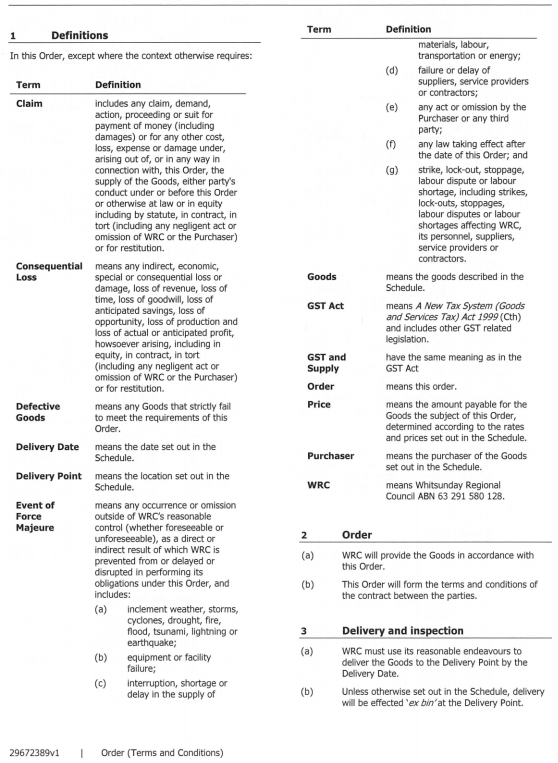 1 Definitions
In this Order, except where the context otherwise requires:
Term Definition
Claim includes any claim, demand,
action, proceeding or suit for
payment of money (including
damages) or for any other cost,
loss, expense or damage under,
arising out of, or in any way in
connection with, this Order, the
supply of the Goods, either party's
conduct under or before this Order
or otherwise at law or in equity
including by statute, in contract, in
tort (including any negligent act or
omission of WRC or the Purchaser)
or for restitution.
Consequential means any indirect, economic,
Loss special or consequential loss or
damage, loss of revenue, loss of
time, loss of goodwill, loss of
anticipated savings, loss of
opportunity, loss of production and
loss of actual or anticipated profit,
howsoever arising, including in
equity, in contract, in tort
(including any negligent act or
omission of WRC or the Purchaser)
or for restitution.
Defective means any Goods that strictly fail
Goods to meet the requirements of this
Order.
Delivery Date means the date set out in the
Schedule.
Delivery Point means the location set out in the
Schedule.
Event of means any occurrence or omission
Force outside of WRC's reasonable
Majeure control (whether foreseeable or
unforeseeable), as a direct or
indirect result of which WRC is
prevented from or delayed or
disrupted in performing its
obligations under this Order, and
includes:
(a) inclement weather, storms,
cyclones, drought, fire,
flood, tsunami, lightning or
earthquake;
(b) equipment or facility
failure;
(c) interruption, shortage or
delay in the supply of
Term Definition
materials, labour,
transportation or energy;
(d) failure or delay of
suppliers, service providers
or contractors;
(e) any act or omission by the
Purchaser or any third
party;
(f) any law taking effect after
the date of this Order; and
(g) strike, lock-out, stoppage,
labour dispute or labour
shortage, including strikes,
lock-outs, stoppages,
labour disputes or labour
shortages affecting WRC,
its personnel, suppliers,
service providers or
contractors.
Goods means the goods described in the
Schedule.
GST Act means A New Tax System (Goods
and Services Tax) Act 1999 (Cth)
and includes other GST related
legislation.
GST and have the same meaning as in the
Supply GST Act
Order means this order.
Price means the amount payable for the
Goods the subject of this Order,
determined according to the rates
and prices set out in the Schedule.
Purchaser means the purchaser of the Goods
set out in the Schedule.
WRC means Whitsunday Regional
Council ABN 63 291 580 128.
2 Order
(a) WRC will provide the Goods in accordance with
this Order.
(b) This Order will form the terms and conditions of
the contract between the parties.
3 Delivery and inspection
(a) WRC must use its reasonable endeavours to
deliver the Goods to the Delivery Point by the
Delivery Date.
(b) Unless otherwise set out in the Schedule, delivery
will be effected 'ex bin' at the Delivery Point.
29672389v1 | Order (Terms and Conditions)